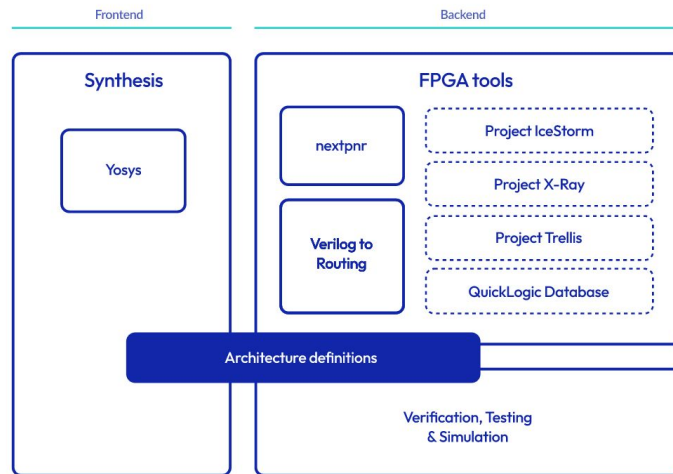 Frontend
Backend
Synthesis
FPGA tools
Yosys
nextpnr
Verilog to
Routing
Project IceStorm
Project X-Ray
Project Trellis
QuickLogic Database
Architecture definitions
Verification, Testing
& Simulation